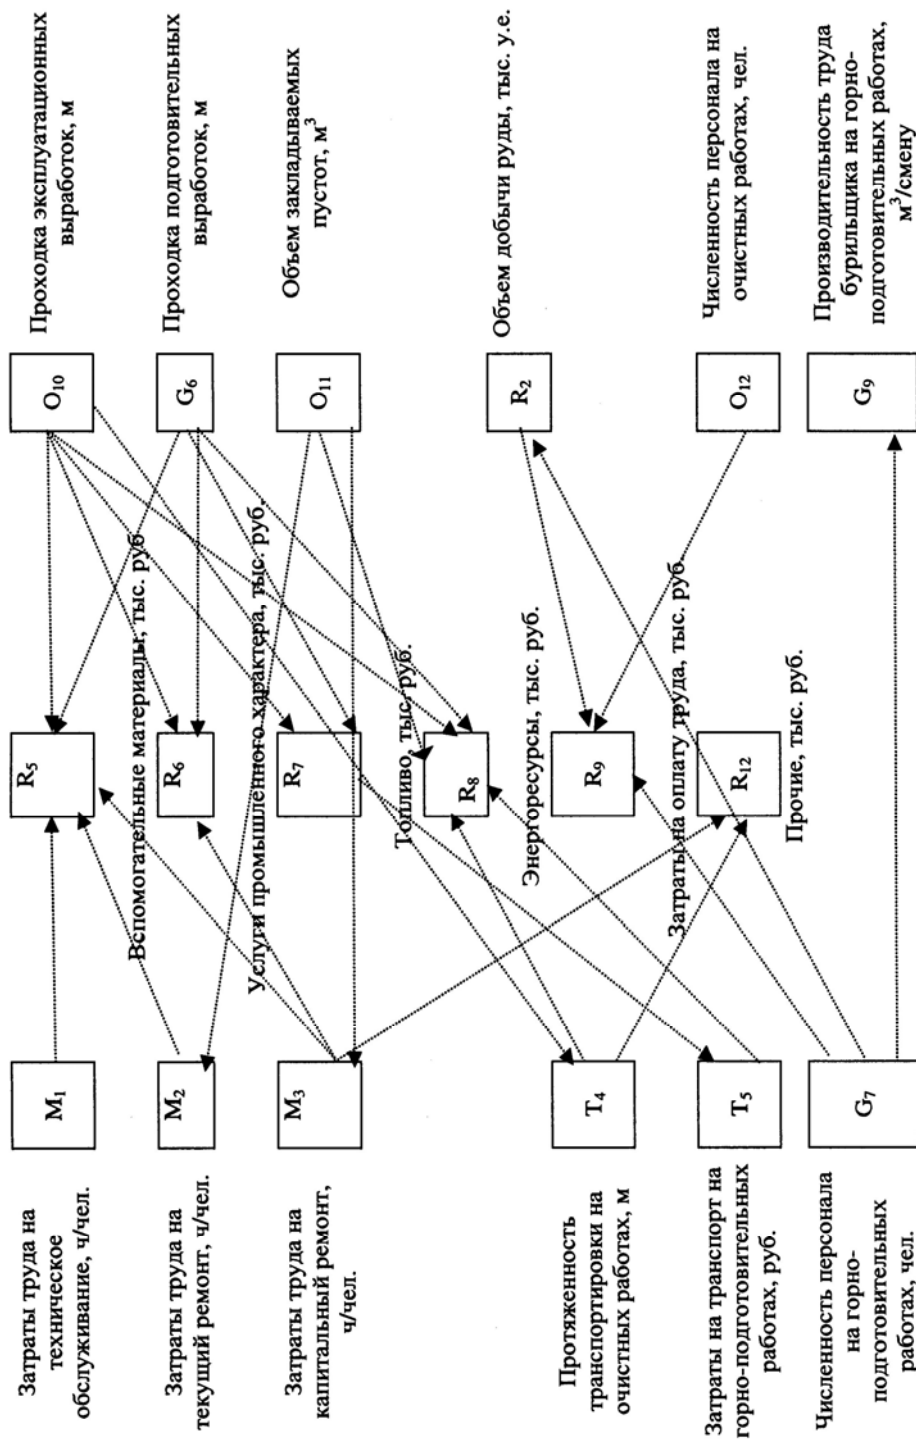 Затраты труда на
техническое
обслуживание, ч/чел.
M₁
R₅
Вспомогательные материалы, тыс. руб.
O₁₀
Проходка эксплуатационных
выработок, м
Затраты труда на
текущий ремонт, ч/чел.
M₂
R₆
Услуги промышленного характера, тыс. руб.
G₆
Проходка подготовительных
выработок, м
Затраты труда на
капитальный ремонт,
ч/чел.
M₃
R₇
Топливо, тыс. руб.
O₁₁
Объем закладываемых
пустот, м³
R₈
Энергоресурсы, тыс. руб.
R₂
Объем добычи руды, тыс. у.е.
Протяженность
транспортировки на
очистных работах, м
T₄
R₉
Затраты на оплату труда, тыс. руб.
Затраты на транспорт на
горно-подготовительных
работах, руб.
T₅
R₁₂
Прочие, тыс. руб.
O₁₂
Численность персонала на
очистных работах, чел.
Численность персонала
на горно-
подготовительных
работах, чел.
G₇
G₉
Производительность труда
бурильщика на горно-
подготовительных работах,
м³/смену